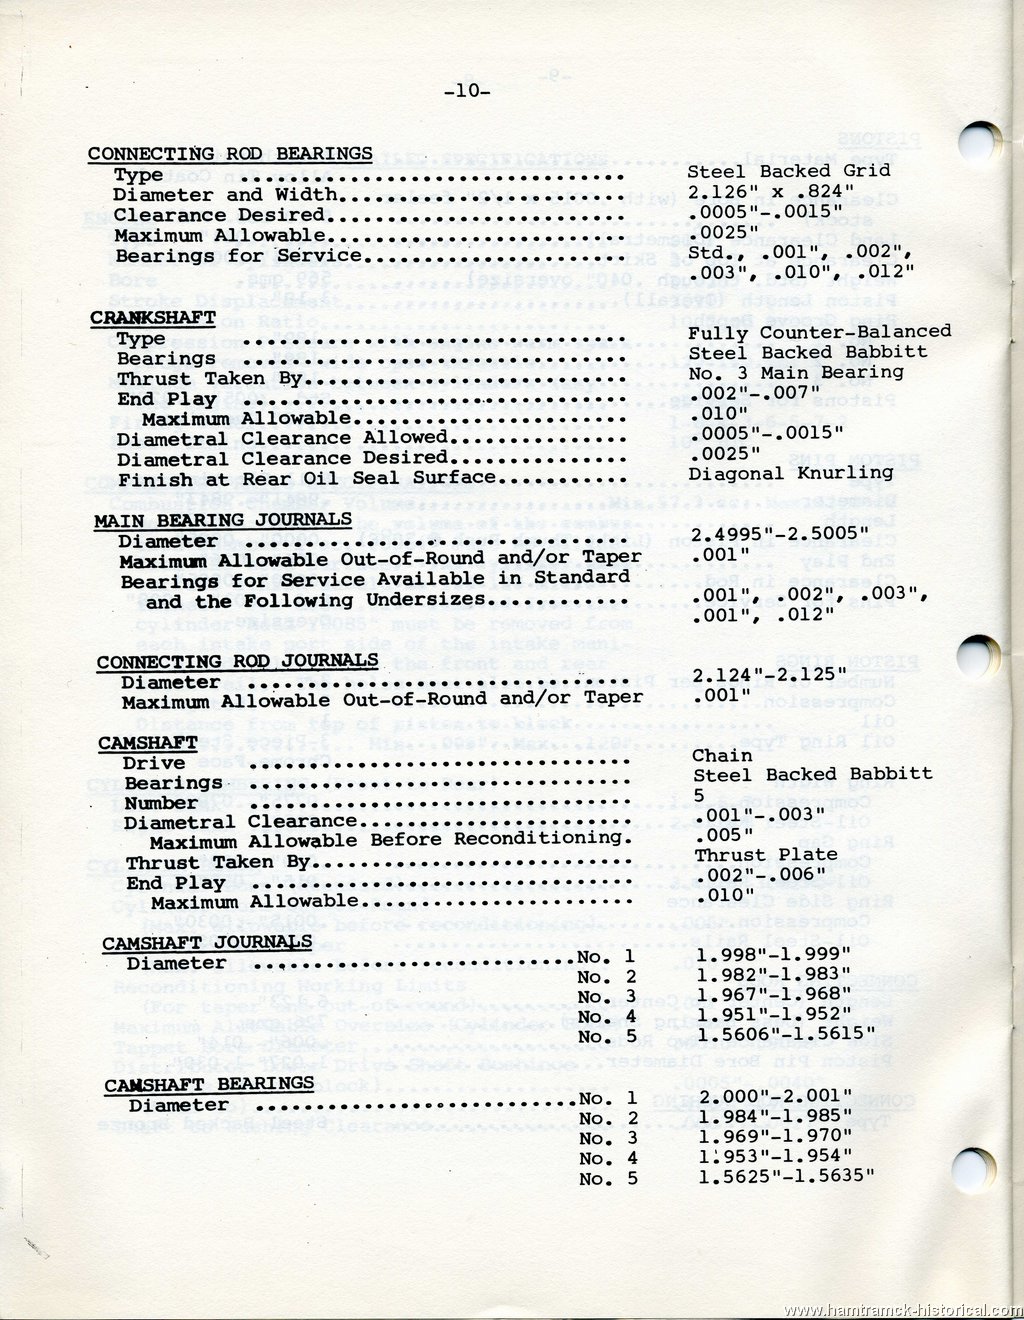 -10-
CONNECTING ROD BEARINGS
Type ................................ Steel Backed Grid
Diameter and Width........................ 2.126" x .824"
Clearance Desired......................... .0005"-.0015"
Maximum Allowable......................... .0025"
Bearings for Service...................... Std., .001", .002",
.003", .010", .012"
CRANKSHAFT
Type ................................ Fully Counter-Balanced
Bearings ................................ Steel Backed Babbitt
Thrust Taken By........................... No. 3 Main Bearing
End Play ................................ .002"-.007"
Maximum Allowable....................... .010"
Diametral Clearance Allowed............... .0005"-.0015"
Diametral Clearance Desired............... .0025"
Finish at Rear Oil Seal Surface........... Diagonal Knurling
MAIN BEARING JOURNALS
Diameter ................................ 2.4995"-2.5005"
Maximum Allowable Out-of-Round and/or Taper .001"
Bearings for Service Available in Standard
and the Following Undersizes............ .001", .002", .003",
.001", .012"
CONNECTING ROD JOURNALS
Diameter ................................ 2.124"-2.125"
Maximum Allowable Out-of-Round and/or Taper .001"
CAMSHAFT
Drive ................................ Chain
Bearings ................................ Steel Backed Babbitt
Number ................................ 5
Diametral Clearance....................... .001"-.003"
Maximum Allowable Before Reconditioning. .005"
Thrust Taken By........................... Thrust Plate
End Play ................................ .002"-.006"
Maximum Allowable....................... .010"
CAMSHAFT JOURNALS
Diameter ...........................No. 1 1.998"-1.999"
No. 2 1.982"-1.983"
No. 3 1.967"-1.968"
No. 4 1.951"-1.952"
No. 5 1.5606"-1.5615"
CAMSHAFT BEARINGS
Diameter ...........................No. 1 2.000"-2.001"
No. 2 1.984"-1.985"
No. 3 1.969"-1.970"
No. 4 1.953"-1.954"
No. 5 1.5625"-1.5635"
www.hamtramck-historical.com